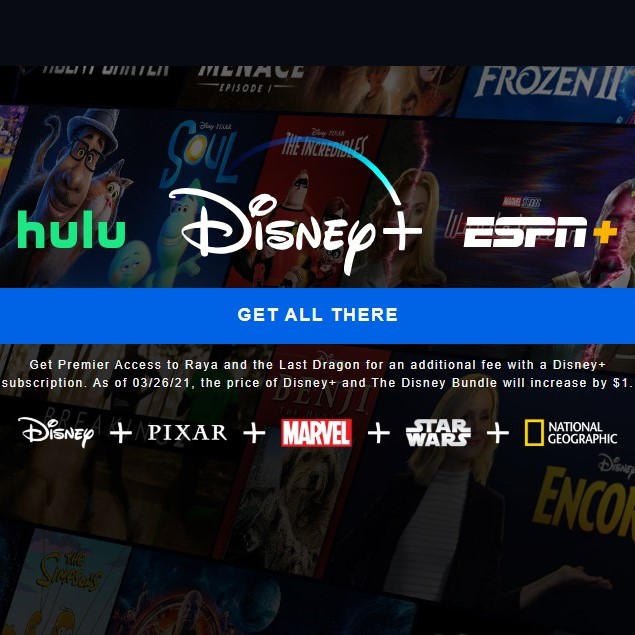 MENACE
EPISODE I
FROZEN II
Disney PIXAR
SOUL
Disney PIXAR
THE INCREDIBLES
MARVEL STUDIOS
hulu
Disney+
ESPN+
GET ALL THERE
Get Premier Access to Raya and the Last Dragon for an additional fee with a Disney+
subscription. As of 03/26/21, the price of Disney+ and The Disney Bundle will increase by $1.
BENJI
Disney + PIXAR + MARVEL + STAR WARS + NATIONAL GEOGRAPHIC
Disney
ENCOR
THE
SIMPSONS